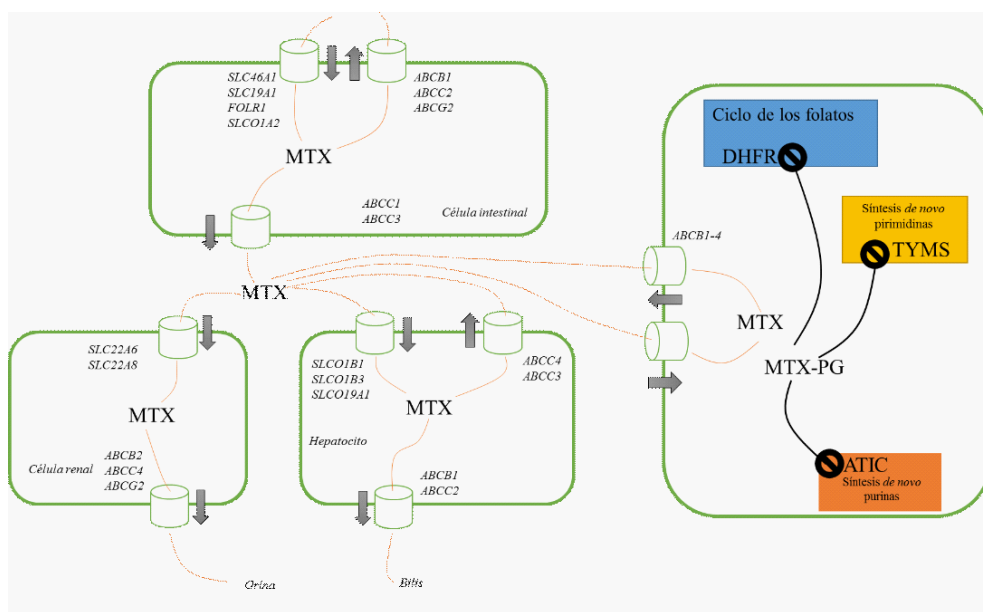 SLC46A1
SLC19A1
FOLR1
SLCO1A2
ABCB1
ABCC2
ABCG2
MTX
ABCC1
ABCC3
Célula intestinal
MTX
SLC22A6
SLC22A8
MTX
Célula renal
ABCB2
ABCC4
ABCG2
Orina
SLCO1B1
SLCO1B3
SLCO19A1
ABCC4
ABCC3
MTX
Hepatocito
ABCB1
ABCC2
Bilis
ABCB1-4
MTX
MTX-PG
Ciclo de los folatos
DHFR
Síntesis de novo
pirimidinas
TYMS
ATIC
Síntesis de novo
purinas